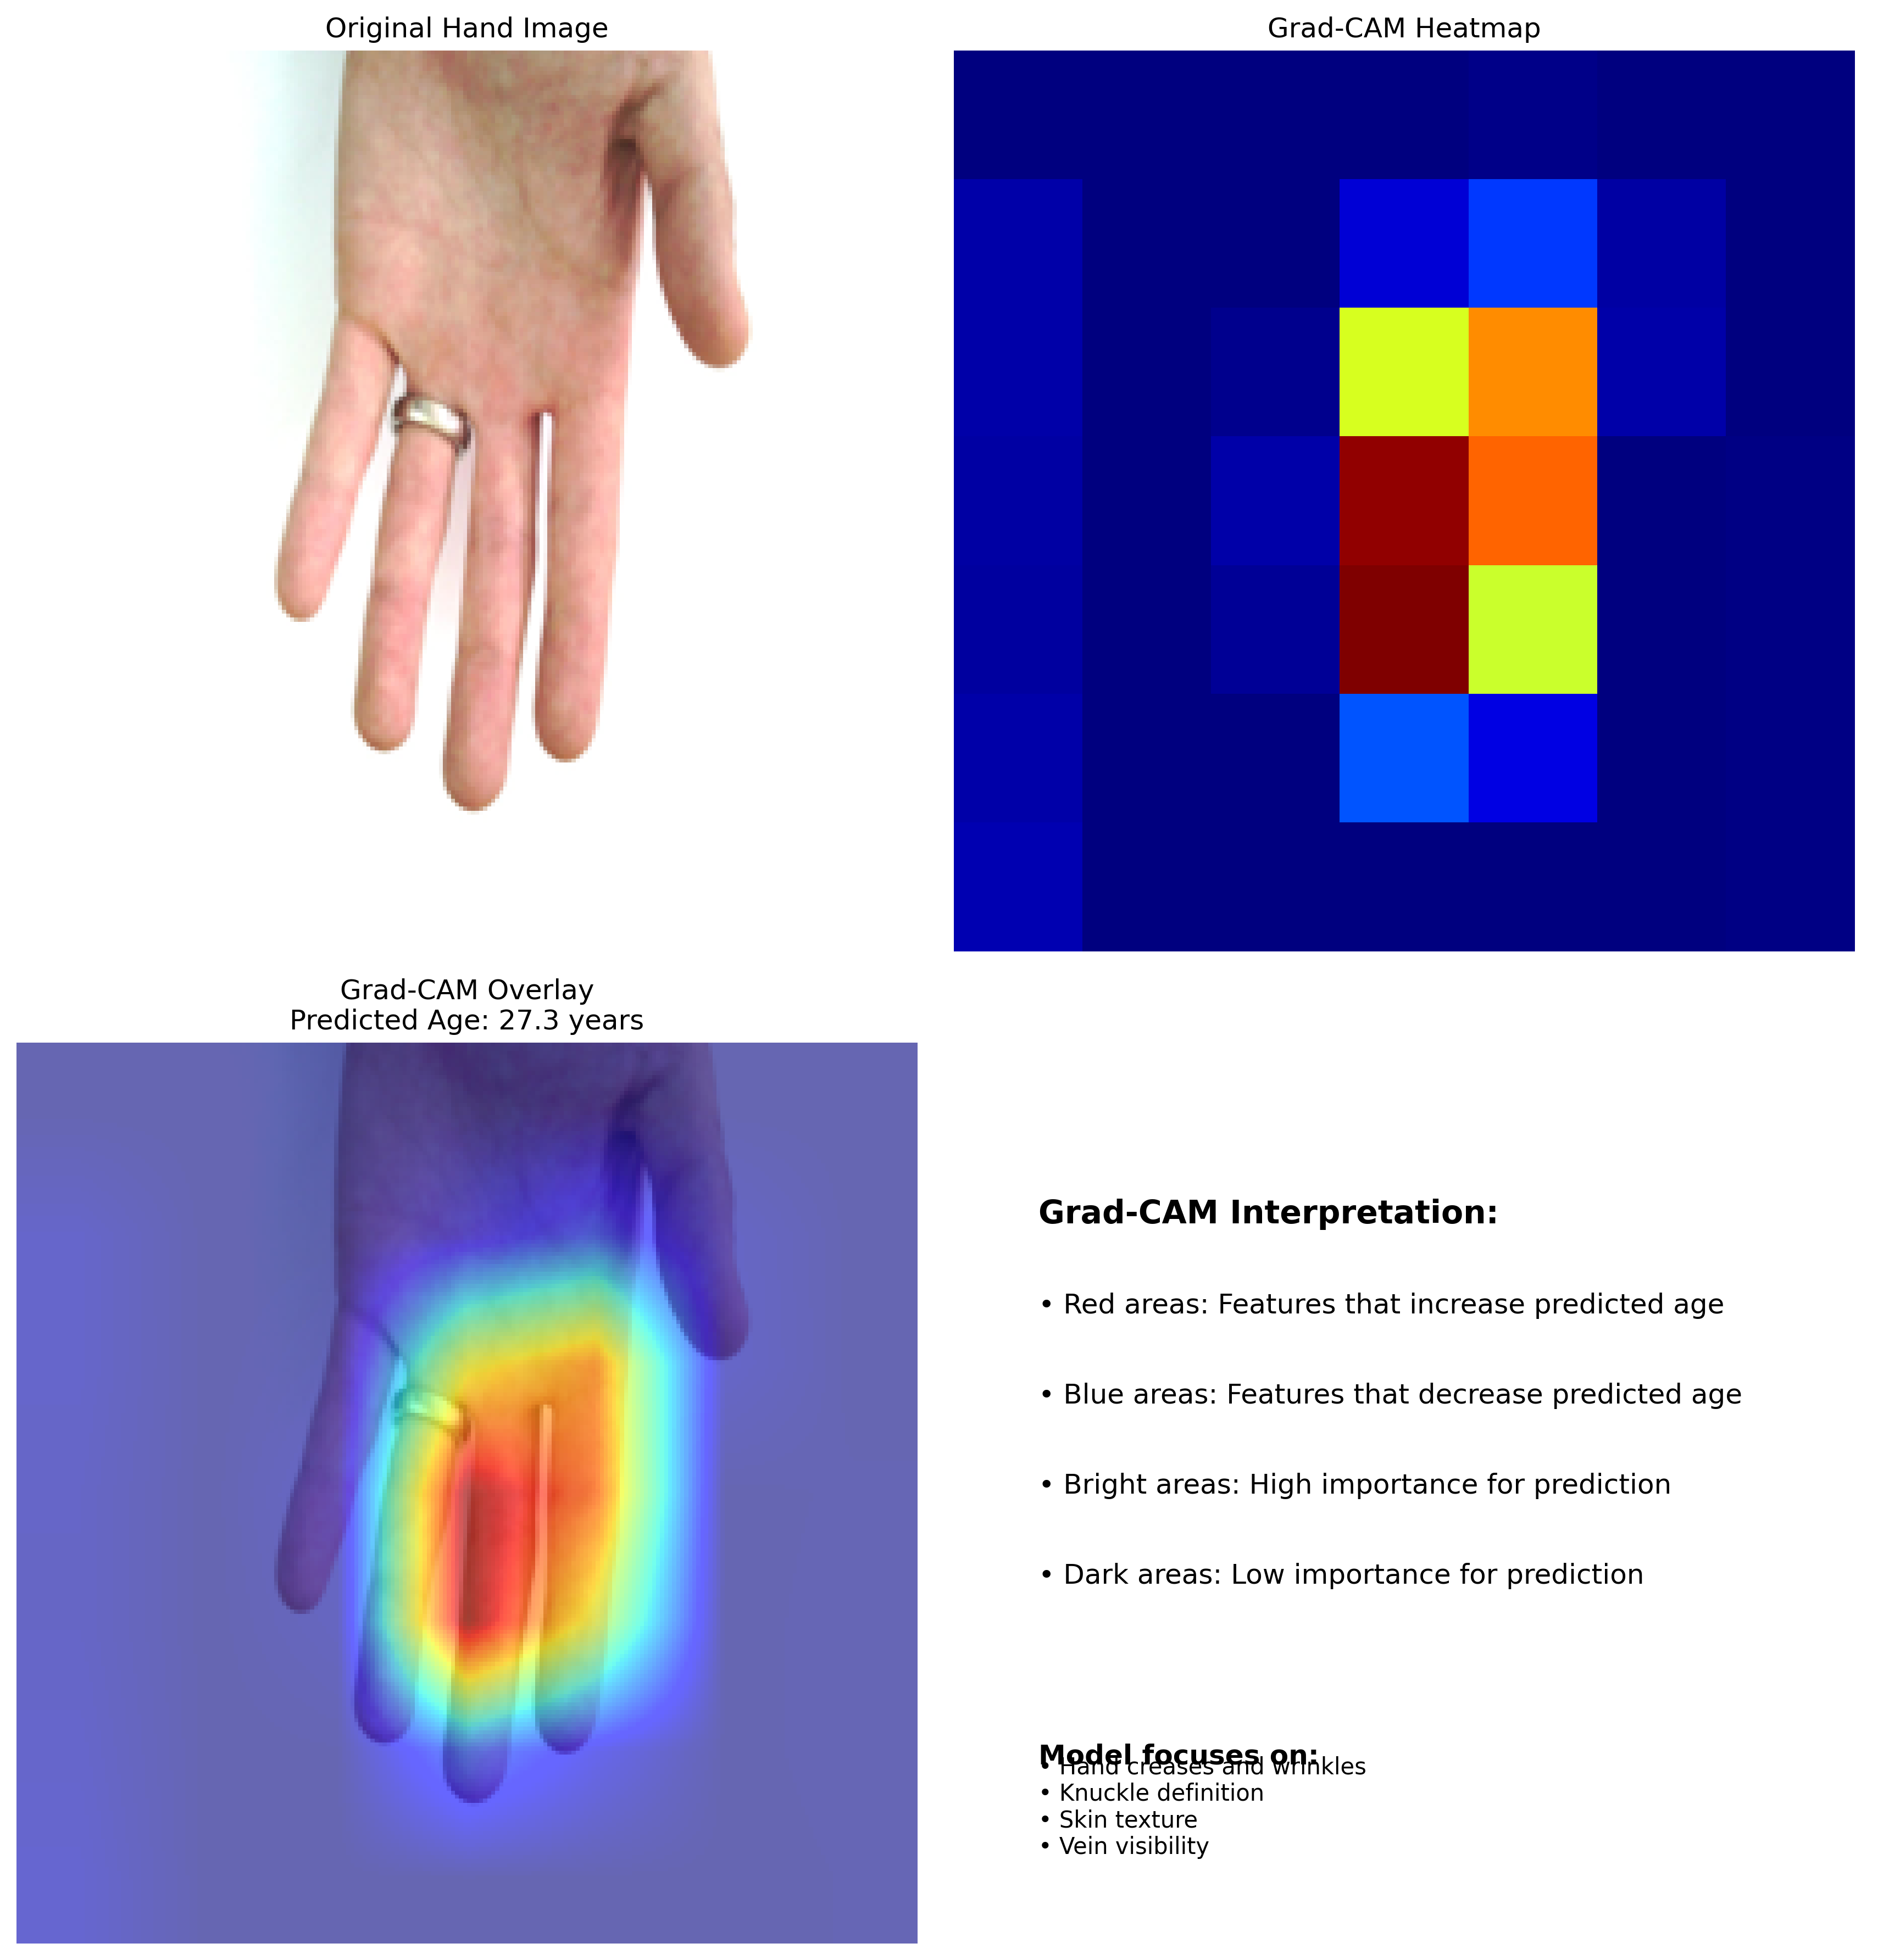 Original Hand Image
Grad-CAM Heatmap
Grad-CAM Overlay
Predicted Age: 27.3 years
Grad-CAM Interpretation:
• Red areas: Features that increase predicted age
• Blue areas: Features that decrease predicted age
• Bright areas: High importance for prediction
• Dark areas: Low importance for prediction
Model focuses on:
• Hand creases and wrinkles
• Knuckle definition
• Skin texture
• Vein visibility